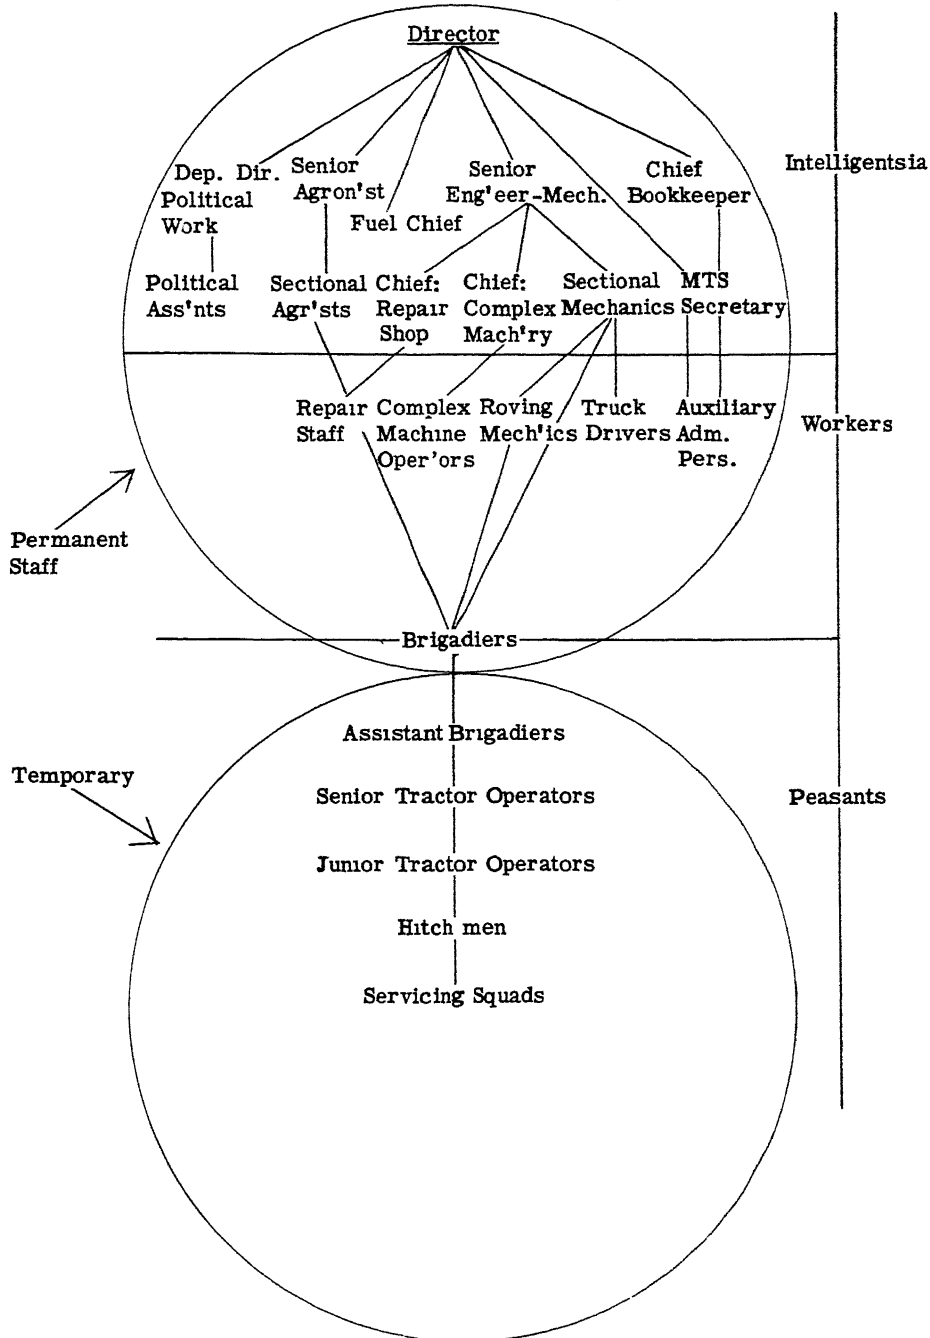 Director
Intelligentsia
Dep. Dir.
Political
Work
Senior
Agron'st
Fuel Chief
Senior
Eng'eer-Mech.
Chief
Bookkeeper
Political
Ass'nts
Sectional
Agr'sts
Chief:
Repair
Shop
Chief:
Complex
Mach'ry
Sectional
Mechanics
MTS
Secretary
Repair
Staff
Complex
Machine
Oper'ors
Roving
Mech'ics
Truck
Drivers
Auxiliary
Adm.
Pers.
Workers
Permanent
Staff
Brigadiers
Assistant Brigadiers
Temporary
Senior Tractor Operators
Peasants
Junior Tractor Operators
Hitch men
Servicing Squads